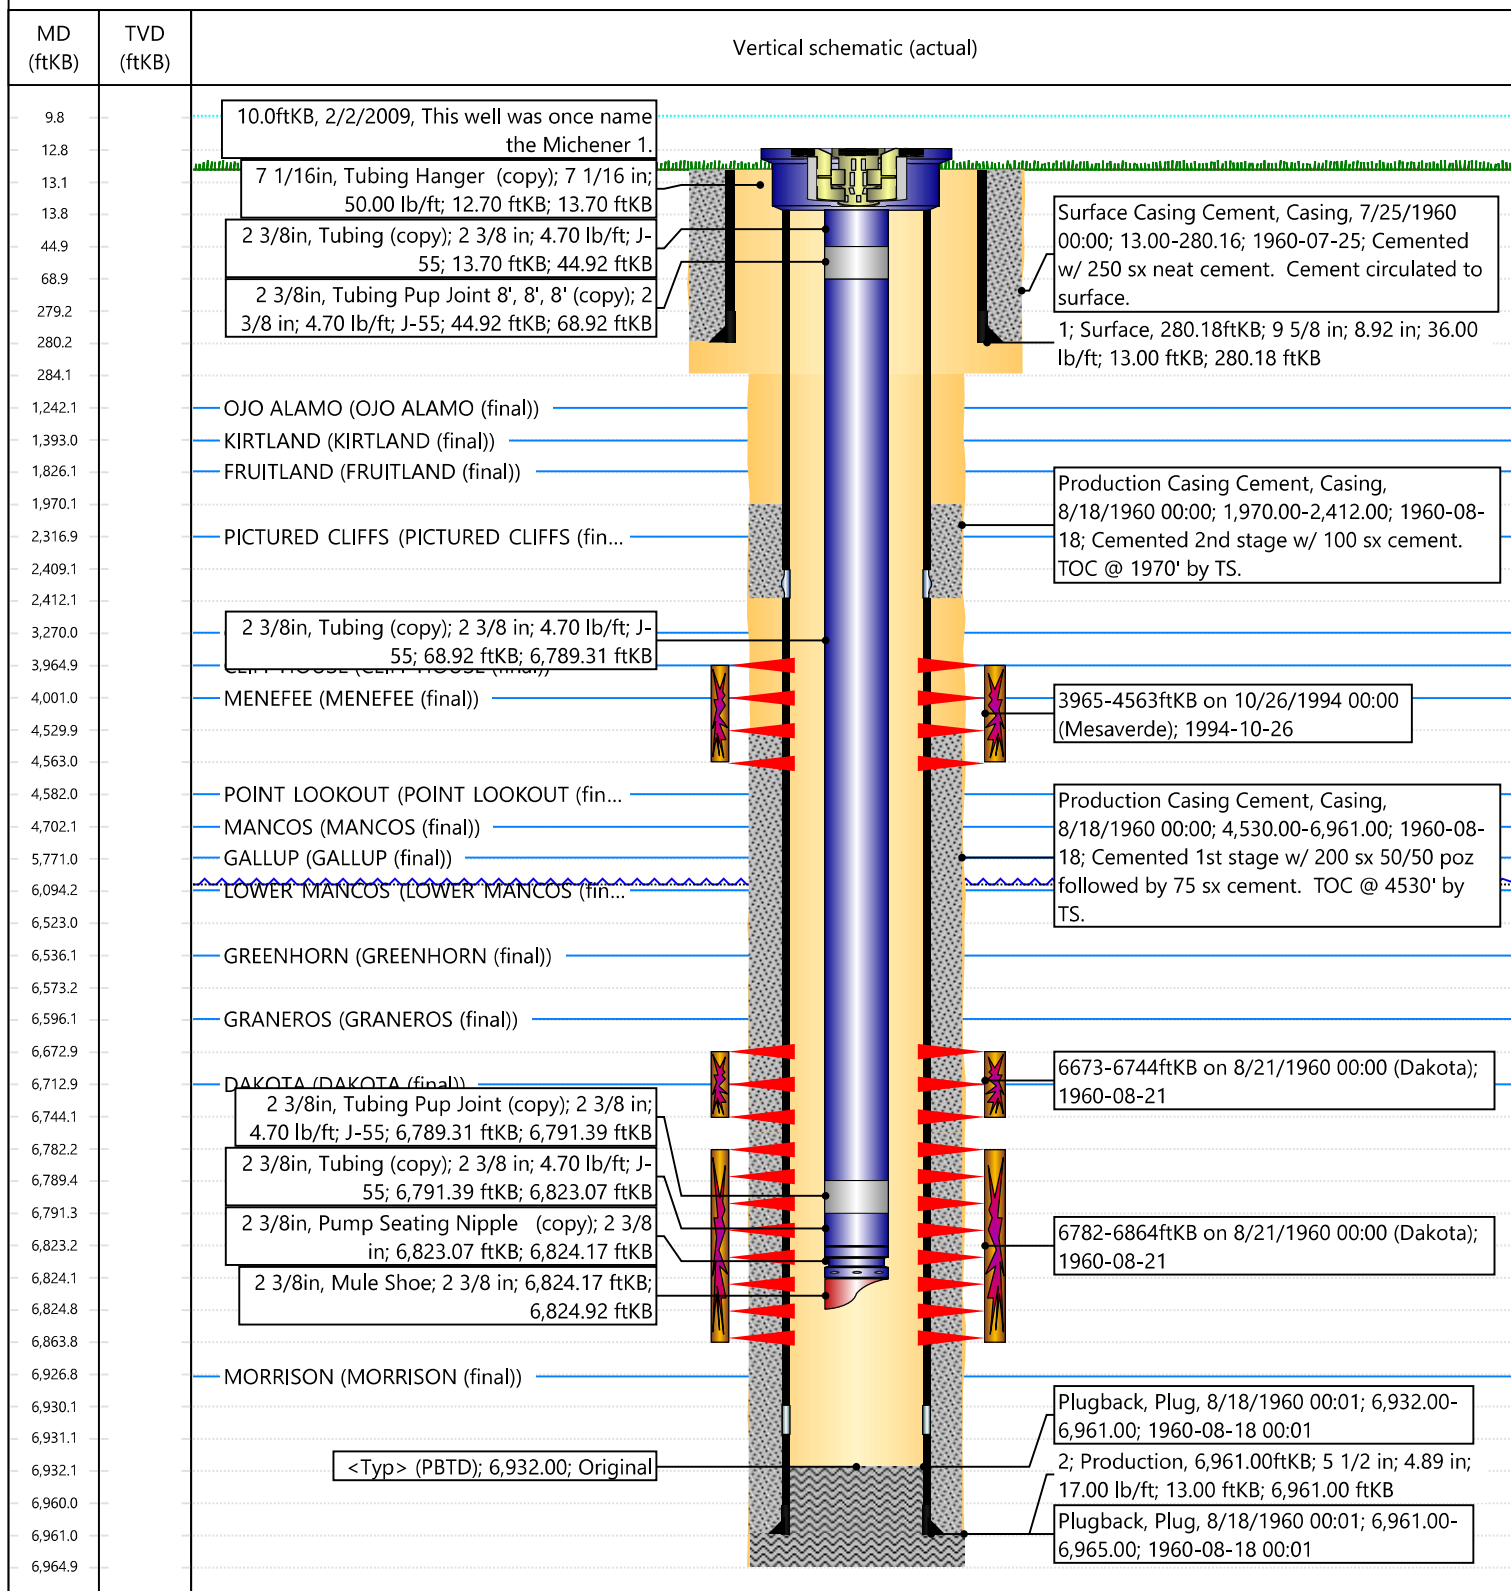 MD
(ftKB)
TVD
(ftKB)
Vertical schematic (actual)
9.8
12.8
13.1
13.8
44.9
68.9
279.2
280.2
284.1
1,242.1
1,393.0
1,826.1
1,970.1
2,316.9
2,409.1
2,412.1
3,270.0
3,964.9
4,001.0
4,529.9
4,563.0
4,582.0
4,702.1
5,771.0
6,094.2
6,523.0
6,536.1
6,573.2
6,596.1
6,672.9
6,712.9
6,744.1
6,782.2
6,789.4
6,791.3
6,823.2
6,824.1
6,824.8
6,863.8
6,926.8
6,930.1
6,931.1
6,932.1
6,960.0
6,961.0
6,964.9
10.0ftKB, 2/2/2009, This well was once name
the Michener 1.
7 1/16in, Tubing Hanger (copy); 7 1/16 in;
50.00 lb/ft; 12.70 ftKB; 13.70 ftKB
2 3/8in, Tubing (copy); 2 3/8 in; 4.70 lb/ft; J-
55; 13.70 ftKB; 44.92 ftKB
2 3/8in, Tubing Pup Joint 8', 8', 8' (copy); 2
3/8 in; 4.70 lb/ft; J-55; 44.92 ftKB; 68.92 ftKB
OJO ALAMO (OJO ALAMO (final))
KIRTLAND (KIRTLAND (final))
FRUITLAND (FRUITLAND (final))
PICTURED CLIFFS (PICTURED CLIFFS (fin...
2 3/8in, Tubing (copy); 2 3/8 in; 4.70 lb/ft; J-
55; 68.92 ftKB; 6,789.31 ftKB
CLIFF HOUSE (CLIFF HOUSE (final))
MENEFEE (MENEFEE (final))
POINT LOOKOUT (POINT LOOKOUT (fin...
MANCOS (MANCOS (final))
GALLUP (GALLUP (final))
LOWER MANCOS (LOWER MANCOS (fin...
GREENHORN (GREENHORN (final))
GRANEROS (GRANEROS (final))
DAKOTA (DAKOTA (final))
2 3/8in, Tubing Pup Joint (copy); 2 3/8 in;
4.70 lb/ft; J-55; 6,789.31 ftKB; 6,791.39 ftKB
2 3/8in, Tubing (copy); 2 3/8 in; 4.70 lb/ft; J-
55; 6,791.39 ftKB; 6,823.07 ftKB
2 3/8in, Pump Seating Nipple (copy); 2 3/8
in; 6,823.07 ftKB; 6,824.17 ftKB
2 3/8in, Mule Shoe; 2 3/8 in; 6,824.17 ftKB;
6,824.92 ftKB
MORRISON (MORRISON (final))
<Typ> (PBTD); 6,932.00; Original
Surface Casing Cement, Casing, 7/25/1960
00:00; 13.00-280.16; 1960-07-25; Cemented
w/ 250 sx neat cement. Cement circulated to
surface.
1; Surface, 280.18ftKB; 9 5/8 in; 8.92 in; 36.00
lb/ft; 13.00 ftKB; 280.18 ftKB
Production Casing Cement, Casing,
8/18/1960 00:00; 1,970.00-2,412.00; 1960-08-
18; Cemented 2nd stage w/ 100 sx cement.
TOC @ 1970' by TS.
3965-4563ftKB on 10/26/1994 00:00
(Mesaverde); 1994-10-26
Production Casing Cement, Casing,
8/18/1960 00:00; 4,530.00-6,961.00; 1960-08-
18; Cemented 1st stage w/ 200 sx 50/50 poz
followed by 75 sx cement. TOC @ 4530' by
TS.
6673-6744ftKB on 8/21/1960 00:00 (Dakota);
1960-08-21
6782-6864ftKB on 8/21/1960 00:00 (Dakota);
1960-08-21
Plugback, Plug, 8/18/1960 00:01; 6,932.00-
6,961.00; 1960-08-18 00:01
2; Production, 6,961.00ftKB; 5 1/2 in; 4.89 in;
17.00 lb/ft; 13.00 ftKB; 6,961.00 ftKB
Plugback, Plug, 8/18/1960 00:01; 6,961.00-
6,965.00; 1960-08-18 00:01